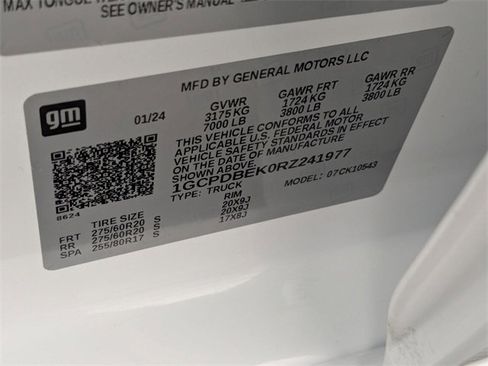 MAX TONGUE
SEE OWNER'S MANUAL
MFD BY GENERAL MOTORS LLC
gm
01/24
GVWR GAWR FRT GAWR RR
3175 KG 1724 KG 1724 KG
7000 LB 3800 LB 3800 LB
THIS VEHICLE CONFORMS TO ALL
APPLICABLE U.S. FEDERAL MOTOR
VEHICLE SAFETY STANDARDS IN EFFECT
ON THE DATE OF MANUFACTURE
1GCPDBEK0RZ241977
TYPE: TRUCK MODEL: 07CK10543
8624
TIRE SIZE RIM
FRT 275/60R20 S 20X9J
RR 275/60R20 S 20X9J
SPA 255/80R17 S 17X8J